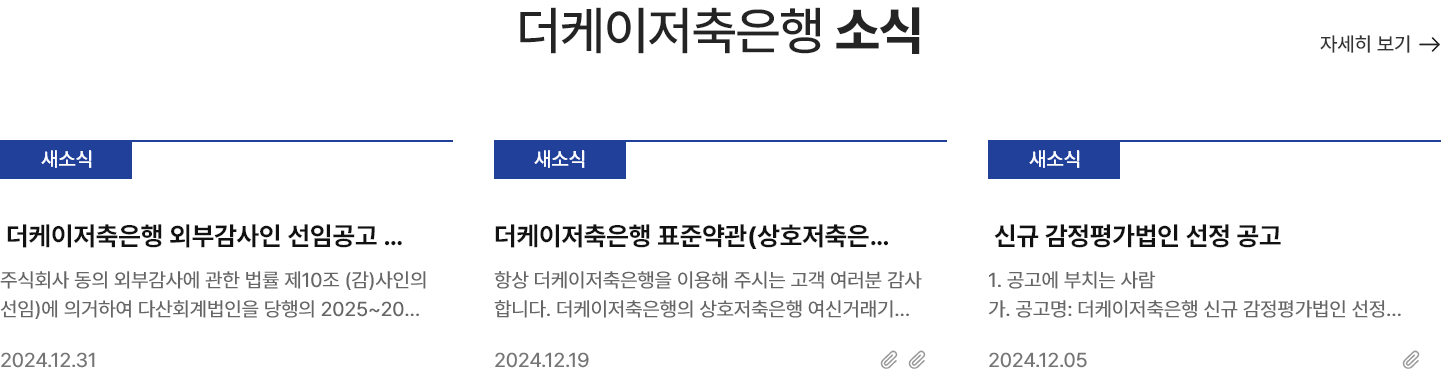 더케이저축은행 소식
자세히 보기 →
새소식
더케이저축은행 외부감사인 선임공고 ...
주식회사 동의 외부감사에 관한 법률 제10조 (감)사인의
선임)에 의거하여 다산회계법인을 당행의 2025~20...
2024.12.31
새소식
더케이저축은행 표준약관(상호저축은...
항상 더케이저축은행을 이용해 주시는 고객 여러분 감사
합니다. 더케이저축은행의 상호저축은행 여신거래기...
2024.12.19
새소식
신규 감정평가법인 선정 공고
1. 공고에 부치는 사람
가. 공고명: 더케이저축은행 신규 감정평가법인 선정...
2024.12.05